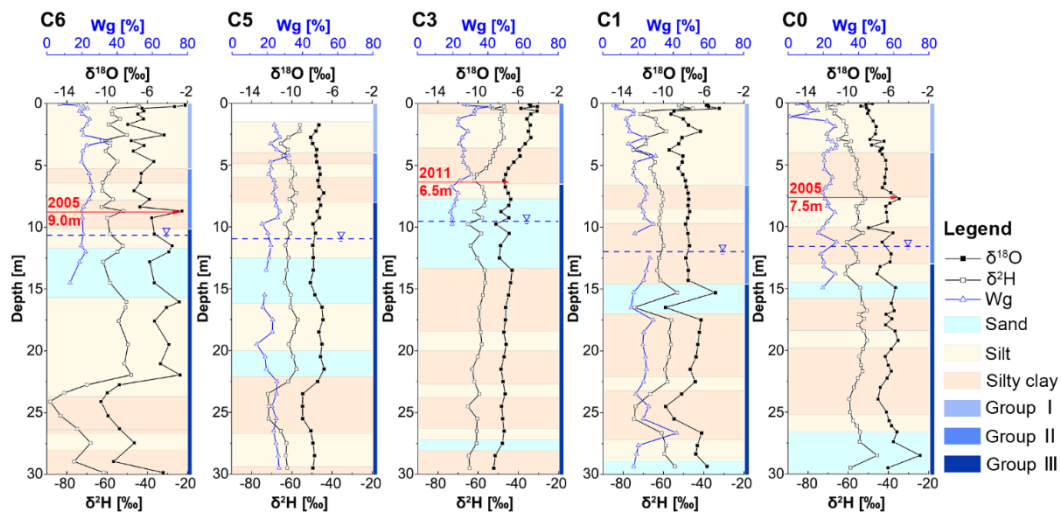 C6
C5
C3
C1
C0
Wg [%]
Wg [%]
Wg [%]
Wg [%]
Wg [%]
0 20 40 60 80
0 20 40 60 80
0 20 40 60 80
0 20 40 60 80
0 20 40 60 80
δ18O [‰]
δ18O [‰]
δ18O [‰]
δ18O [‰]
δ18O [‰]
-14 -10 -6 -2
-14 -10 -6 -2
-14 -10 -6 -2
-14 -10 -6 -2
-14 -10 -6 -2
Depth [m]
0
5
10
15
20
25
30
2005
9.0m
Depth [m]
0
5
10
15
20
25
30
Depth [m]
0
5
10
15
20
25
30
2011
6.5m
Depth [m]
0
5
10
15
20
25
30
Depth [m]
0
5
10
15
20
25
30
2005
7.5m
-80 -60 -40 -20
-80 -60 -40 -20
-80 -60 -40 -20
-80 -60 -40 -20
-80 -60 -40 -20
δ2H [‰]
δ2H [‰]
δ2H [‰]
δ2H [‰]
δ2H [‰]
Legend
δ18O
δ2H
Wg
Sand
Silt
Silty clay
Group I
Group II
Group III